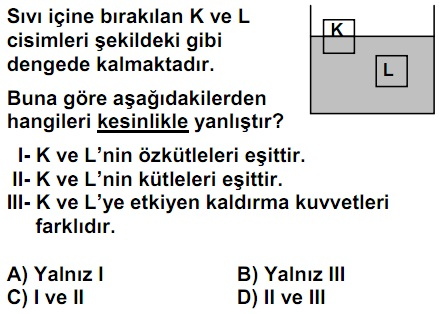 Sıvı içine bırakılan K ve L
cisimleri şekildeki gibi
dengede kalmaktadır.
Buna göre aşağıdakilerden
hangileri kesinlikle yanlıştır?
I- K ve L’nin özkütleleri eşittir.
II- K ve L’nin kütleleri eşittir.
III- K ve L’ye etkiyen kaldırma kuvvetleri
farklıdır.
A) Yalnız I B) Yalnız III
C) I ve II D) II ve III
K
L